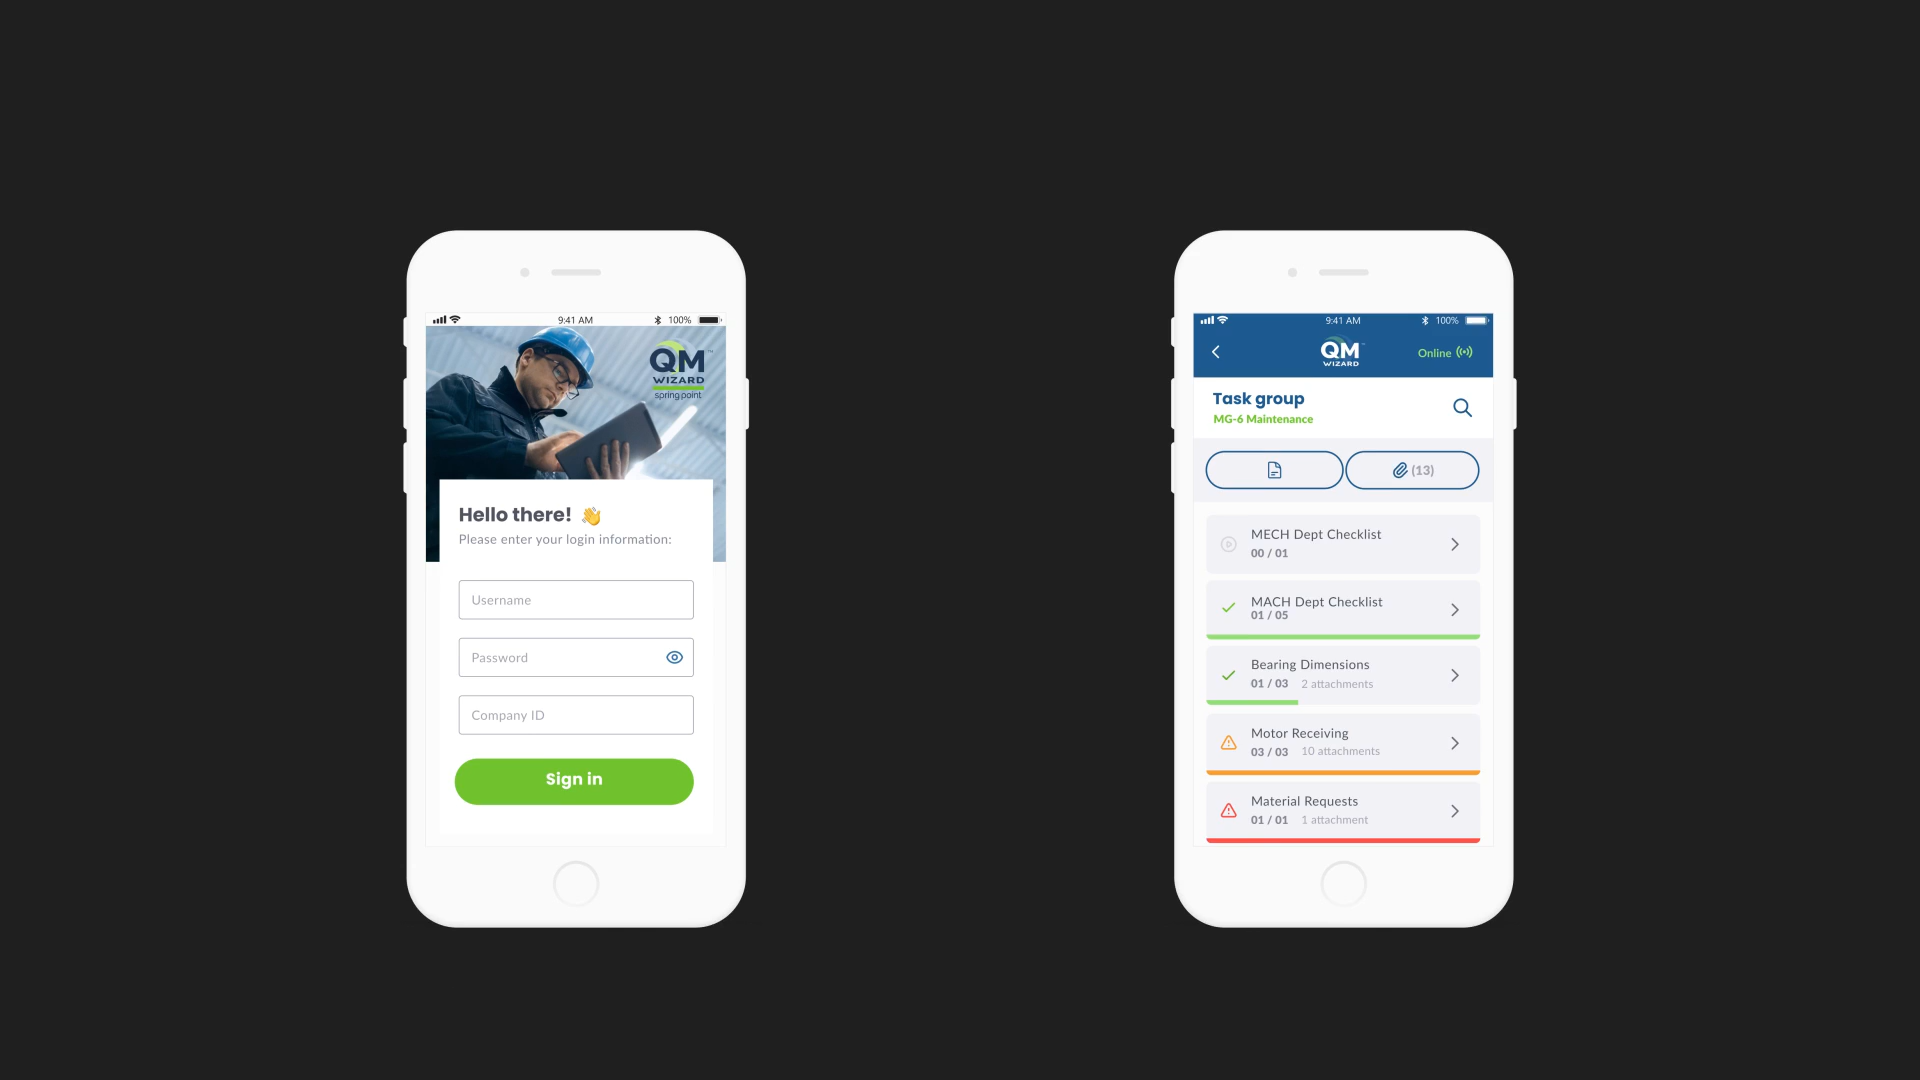 9:41 AM
100%
QM
WIZARD
spring point
Hello there! 👋
Please enter your login information:
Username
Password
Company ID
Sign in
9:41 AM
100%
QM
WIZARD
Online
Task group
MG-6 Maintenance
(13)
MECH Dept Checklist
00 / 01
MACH Dept Checklist
01 / 05
Bearing Dimensions
01 / 03 2 attachments
Motor Receiving
03 / 03 10 attachments
Material Requests
01 / 01 1 attachment